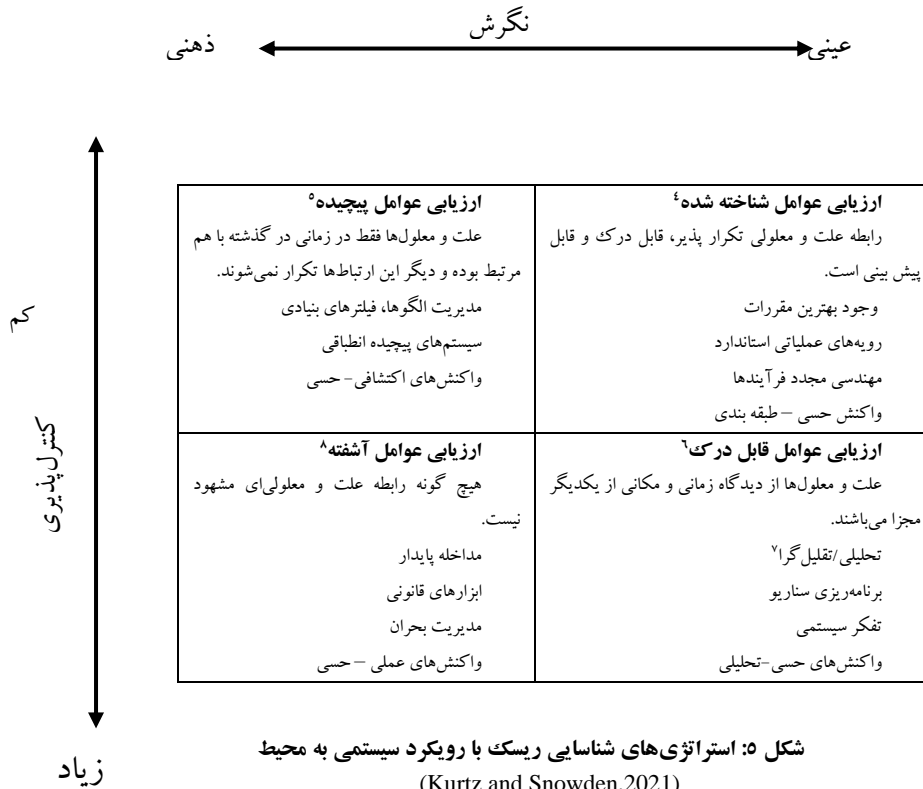 نگرش
عینی
ذهنی
کم
کنترل‌پذیری
زیاد
ارزیابی عوامل شناخته شده٤
رابطه علت و معلولی تکرار پذیر، قابل درک و قابل
پیش بینی است.
وجود بهترین مقررات
رویه‌های عملیاتی استاندارد
مهندسی مجدد فرآیندها
واکنش حسی – طبقه بندی
ارزیابی عوامل پیچیده٥
علت و معلول‌ها فقط در زمانی در گذشته با هم
مرتبط بوده و دیگر این ارتباط‌ها تکرار نمی‌شوند.
مدیریت الگوها، فیلترهای بنیادی
سیستم‌های پیچیده انطباقی
واکنش‌های اکتشافی- حسی
ارزیابی عوامل قابل درک٦
علت و معلول‌ها از دیدگاه زمانی و مکانی از یکدیگر
مجزا می‌باشند.
تحلیلی/تقلیل‌گرا٧
برنامه‌ریزی سناریو
تفکر سیستمی
واکنش‌های حسی-تحلیلی
ارزیابی عوامل آشفته٨
هیچ گونه رابطه علت و معلولی‌ای مشهود
نیست.
مداخله پایدار
ابزارهای قانونی
مدیریت بحران
واکنش‌های عملی – حسی
شکل ٥: استراتژی‌های شناسایی ریسک با رویکرد سیستمی به محیط
(Kurtz and Snowden,2021)